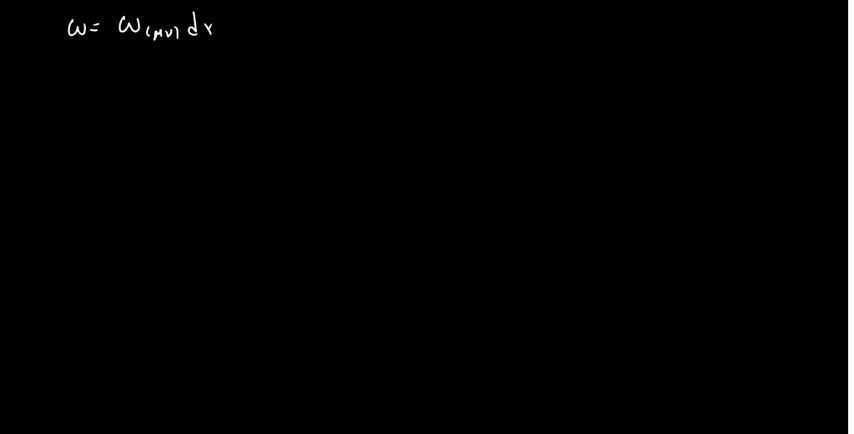 ω = ω(μν) dx